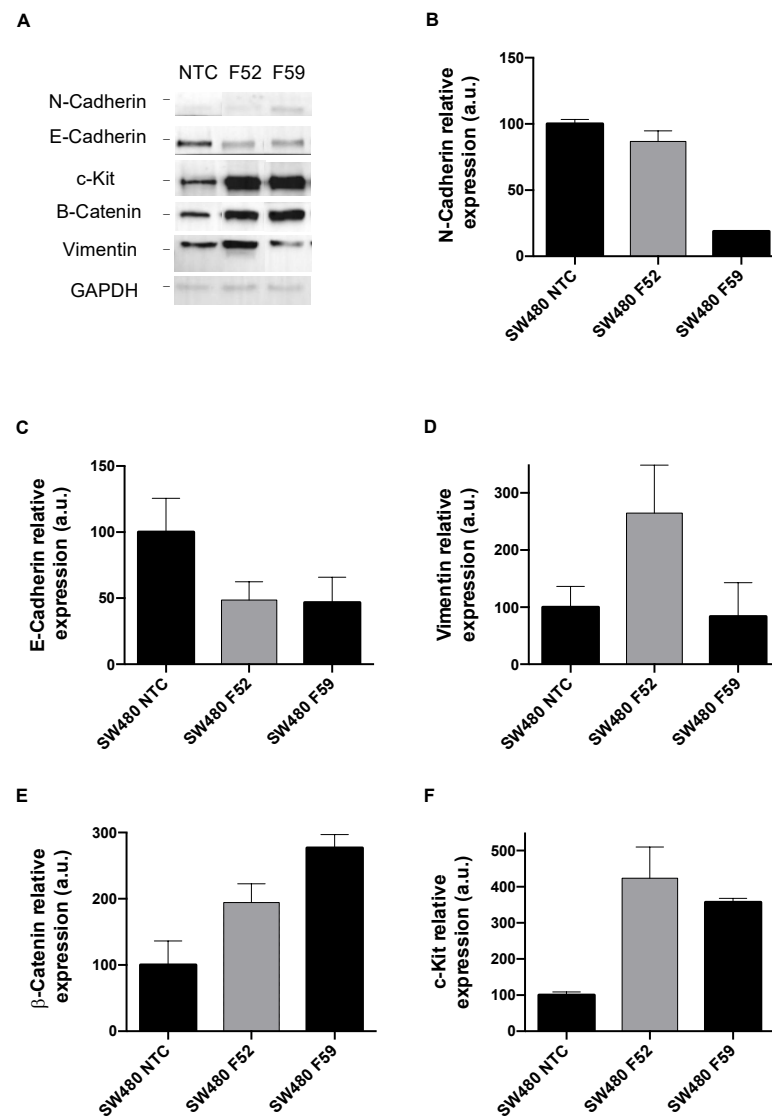 A
NTC F52 F59
N-Cadherin
E-Cadherin
c-Kit
B-Catenin
Vimentin
GAPDH
B
N-Cadherin relative
expression (a.u.)
150
100
50
0
SW480 NTC
SW480 F52
SW480 F59
C
E-Cadherin relative
expression (a.u.)
150
100
50
0
SW480 NTC
SW480 F52
SW480 F59
D
Vimentin relative
expression (a.u.)
300
200
100
0
SW480 NTC
SW480 F52
SW480 F59
E
β-Catenin relative
expression (a.u.)
300
200
100
0
SW480 NTC
SW480 F52
SW480 F59
F
c-Kit relative
expression (a.u.)
500
400
300
200
100
0
SW480 NTC
SW480 F52
SW480 F59